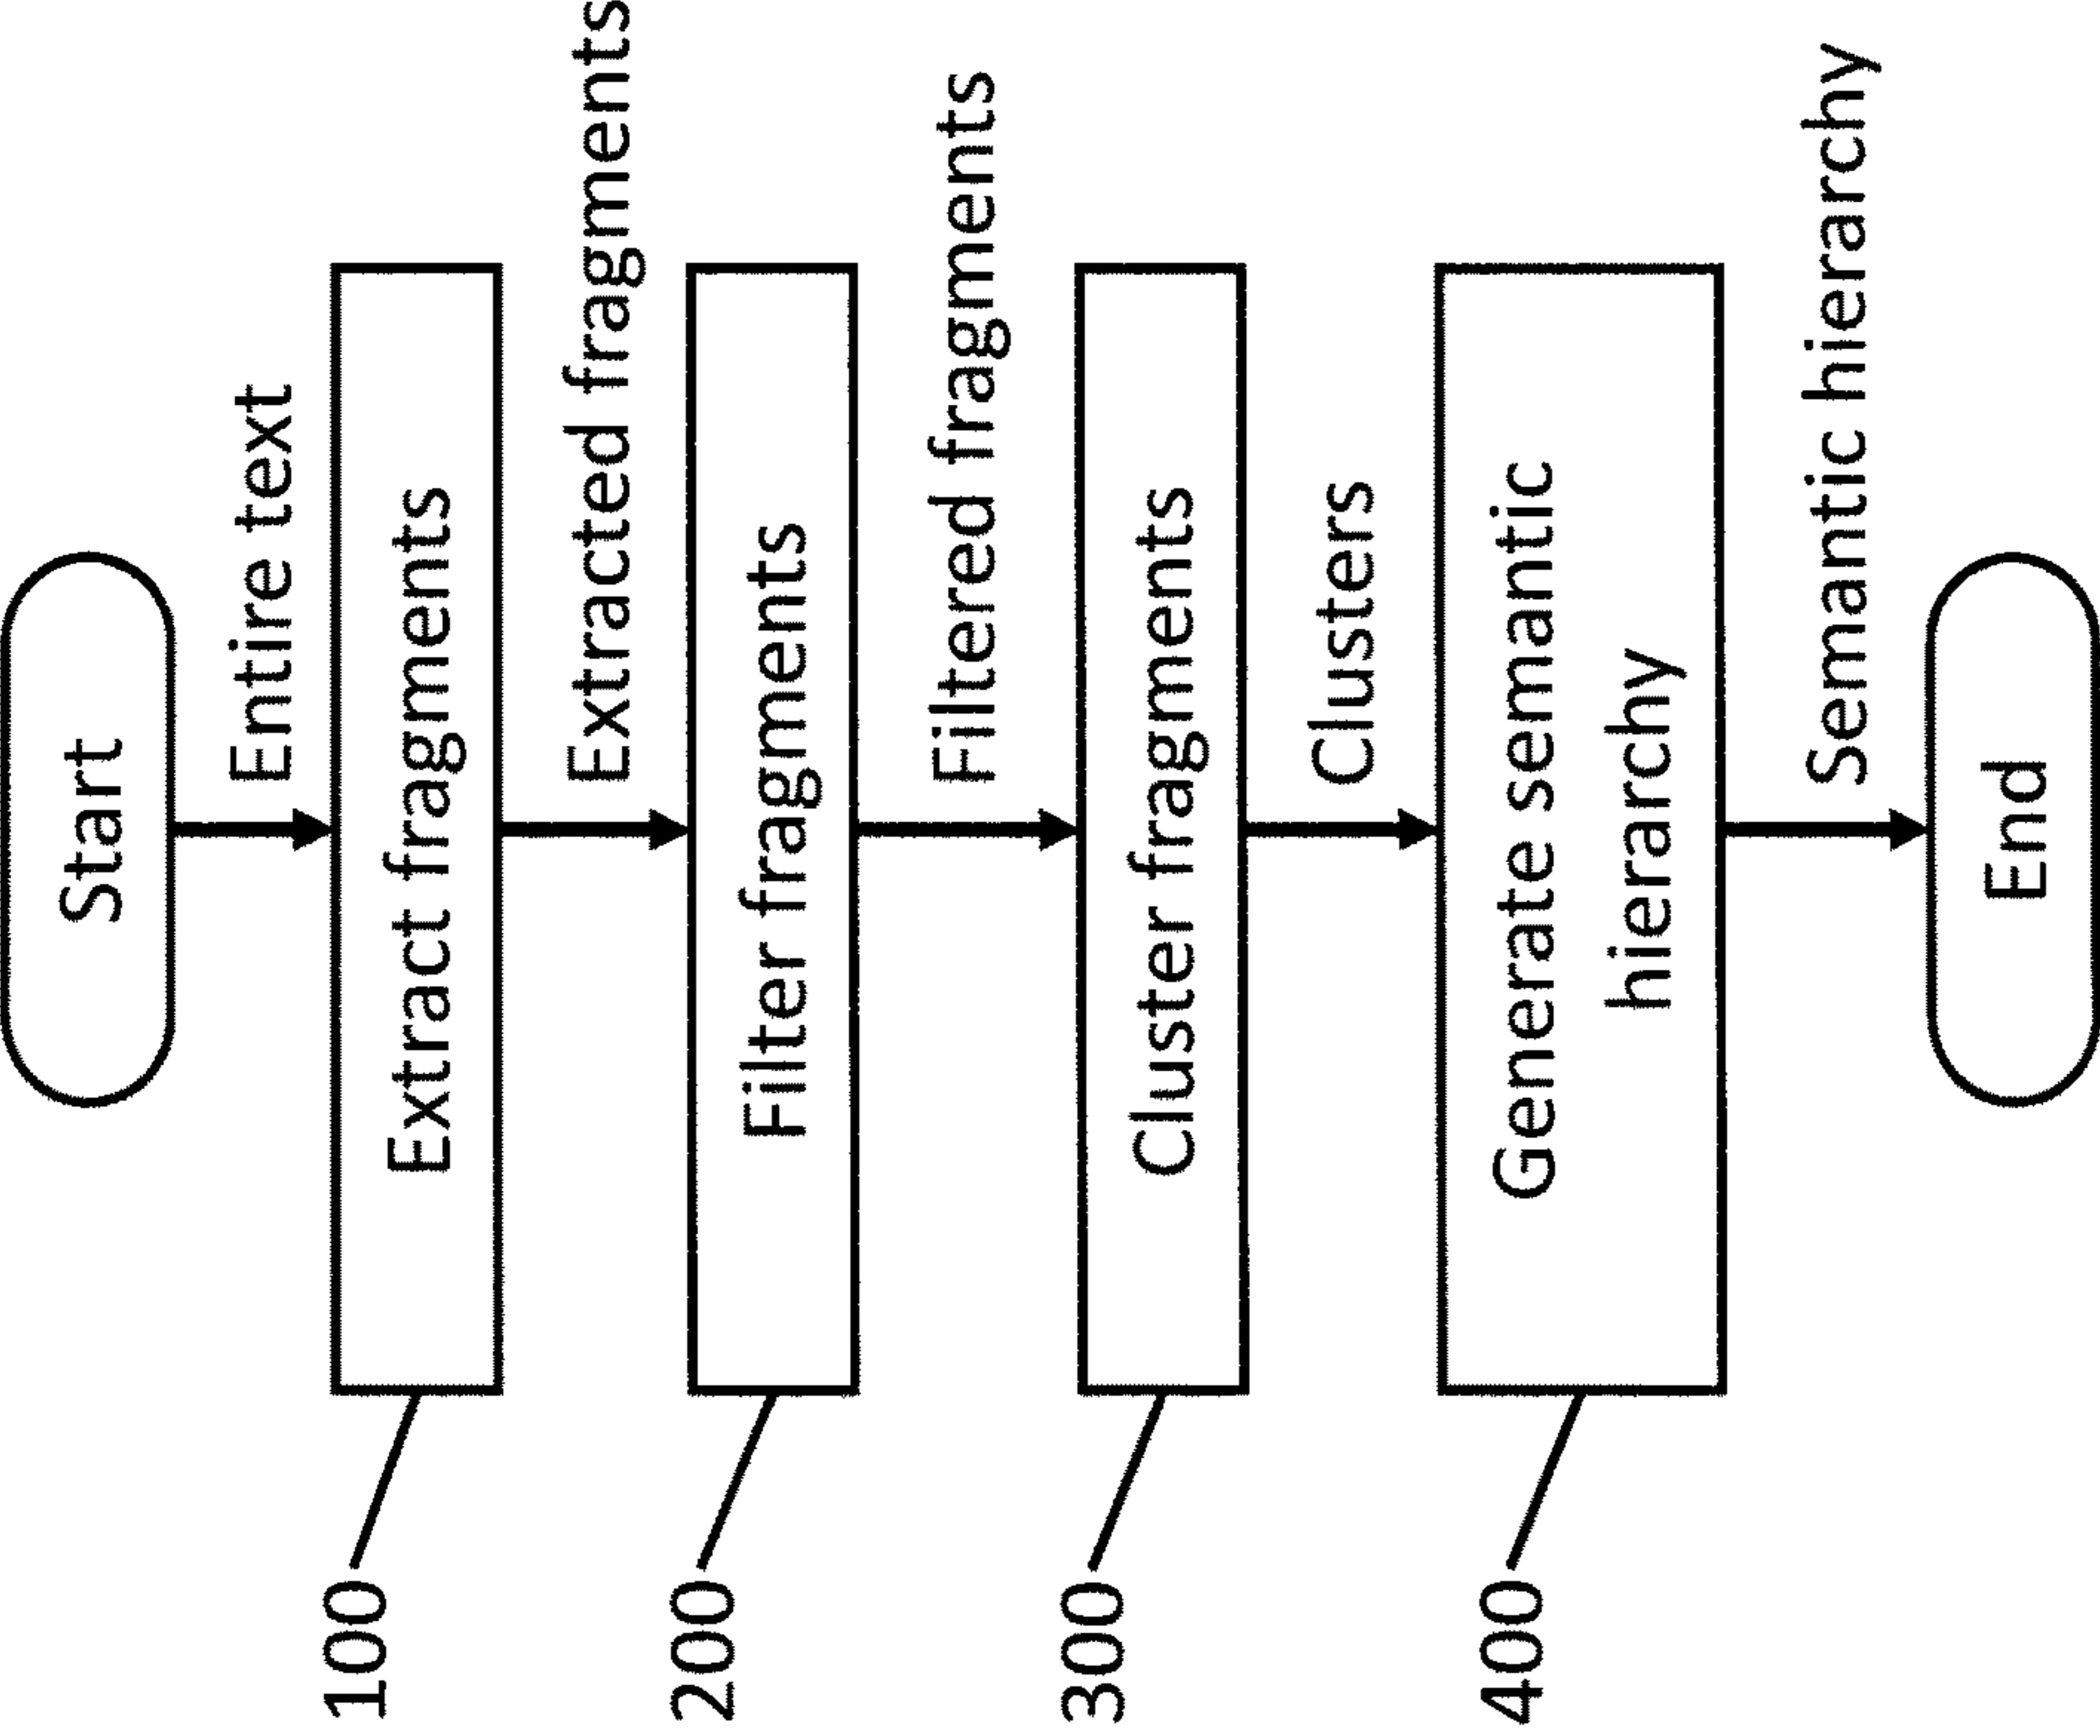 Start
Entire text
100
Extract fragments
Extracted fragments
200
Filter fragments
Filtered fragments
300
Cluster fragments
Clusters
400
Generate semantic
hierarchy
Semantic hierarchy
End